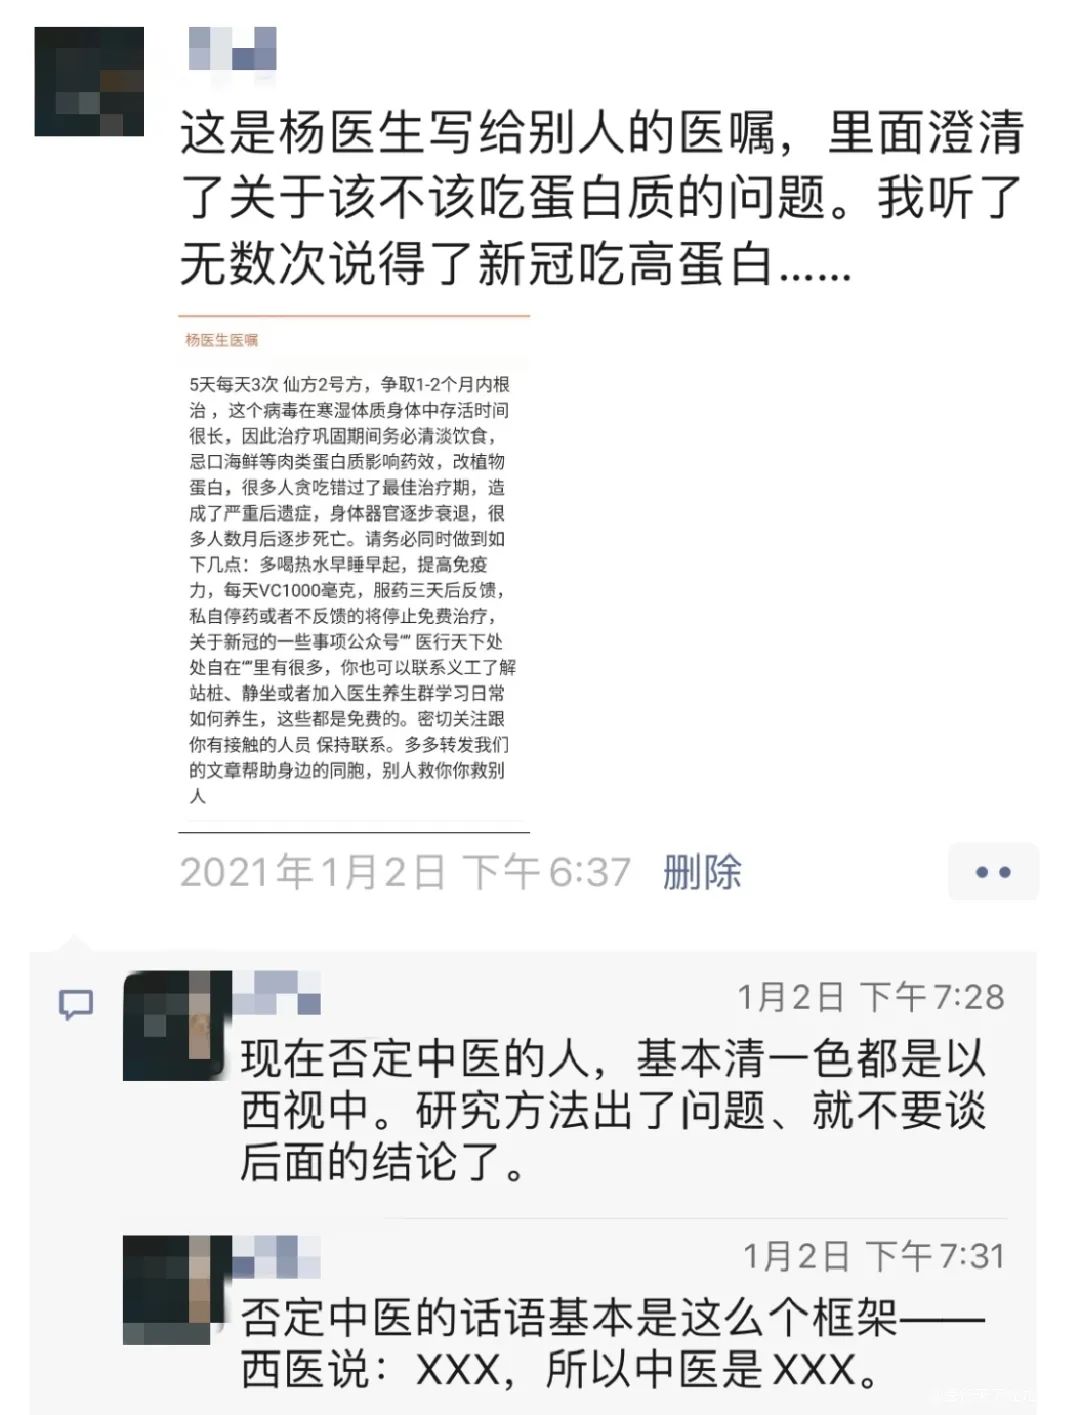 这是杨医生写给别人的医嘱，里面澄清
了关于该不该吃蛋白质的问题。我听了
无数次说得了新冠吃高蛋白……
杨医生医嘱
5天每天3次 仙方2号方，争取1-2个月内根
治 ，这个病毒在寒湿体质身体中存活时间
很长，因此治疗巩固期间务必清淡饮食，
忌口海鲜等肉类蛋白质影响药效，改植物
蛋白，很多人贪吃错过了最佳治疗期，造
成了严重后遗症，身体器官逐步衰退，很
多人数月后逐步死亡。请务必同时做到如
下几点：多喝热水早睡早起，提高免疫
力，每天VC1000毫克，服药三天后反馈，
私自停药或者不反馈的将停止免费治疗，
关于新冠的一些事项公众号“” 医行天下处
处自在“”里有很多，你也可以联系义工了解
站桩、静坐或者加入医生养生群学习日常
如何养生，这些都是免费的。密切关注跟
你有接触的人员 保持联系。多多转发我们
的文章帮助身边的同胞，别人救你你救别
人
2021年1月2日 下午6:37 删除
1月2日 下午7:28
现在否定中医的人，基本清一色都是以
西视中。研究方法出了问题、就不要谈
后面的结论了。
1月2日 下午7:31
否定中医的话语基本是这么个框架——
西医说：XXX，所以中医是XXX。